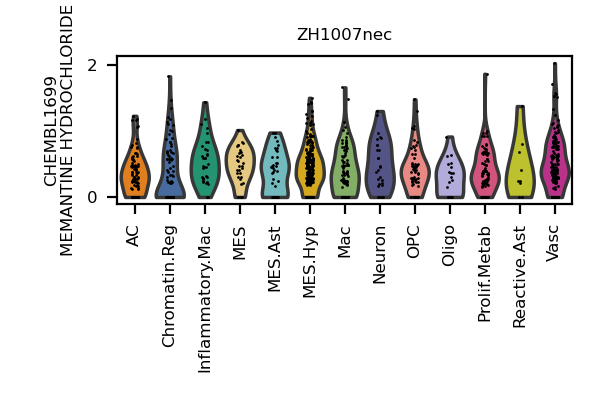 ZH1007nec
CHEMBL1699
MEMANTINE HYDROCHLORIDE
2
0
AC
Chromatin.Reg
Inflammatory.Mac
MES
MES.Ast
MES.Hyp
Mac
Neuron
OPC
Oligo
Prolif.Metab
Reactive.Ast
Vasc